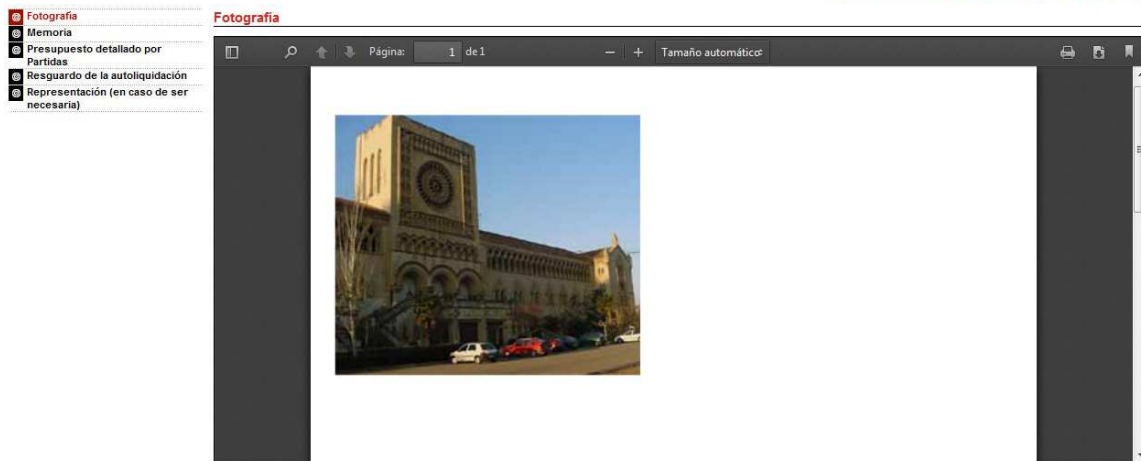 Fotografía
Memoria
Presupuesto detallado por
Partidas
Resguardo de la autoliquidación
Representación (en caso de ser
necesaria)
Fotografía
Página: 1 de 1
Tamaño automático